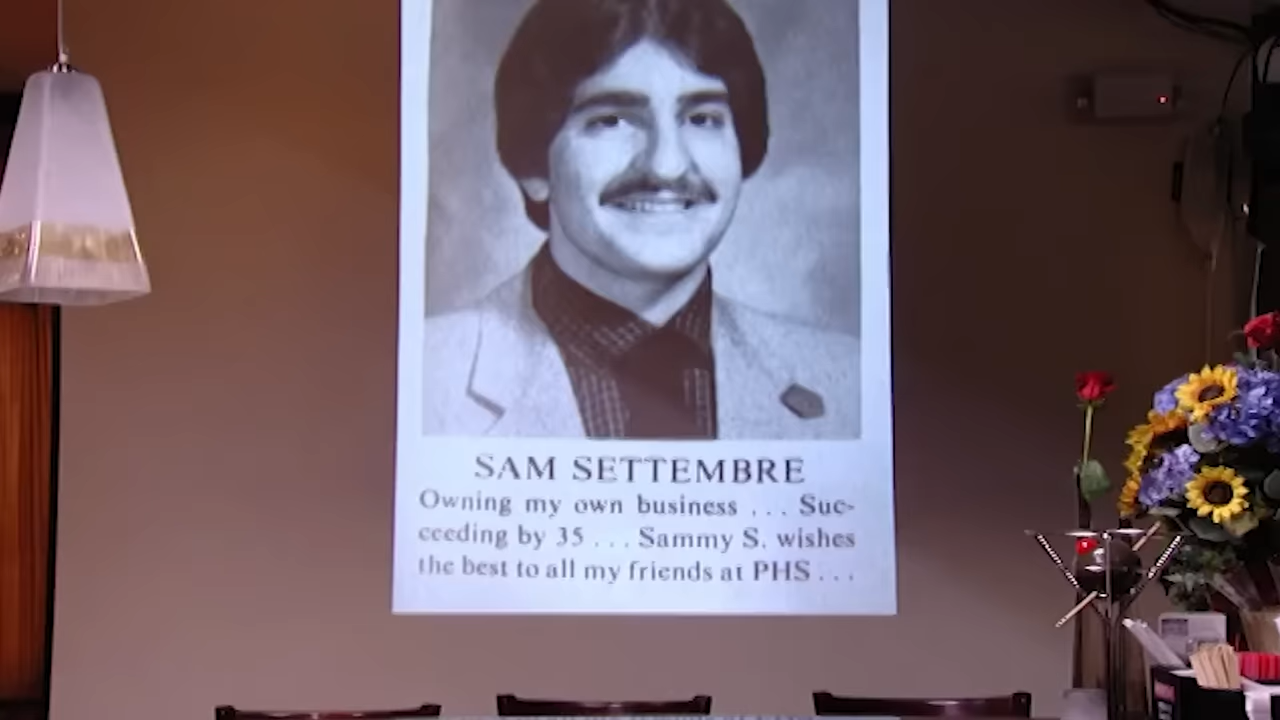 SAM SETTEMBRE
Owning my own business . . . Suc-
ceeding by 35 . . . Sammy S. wishes
the best to all my friends at PHS . . .